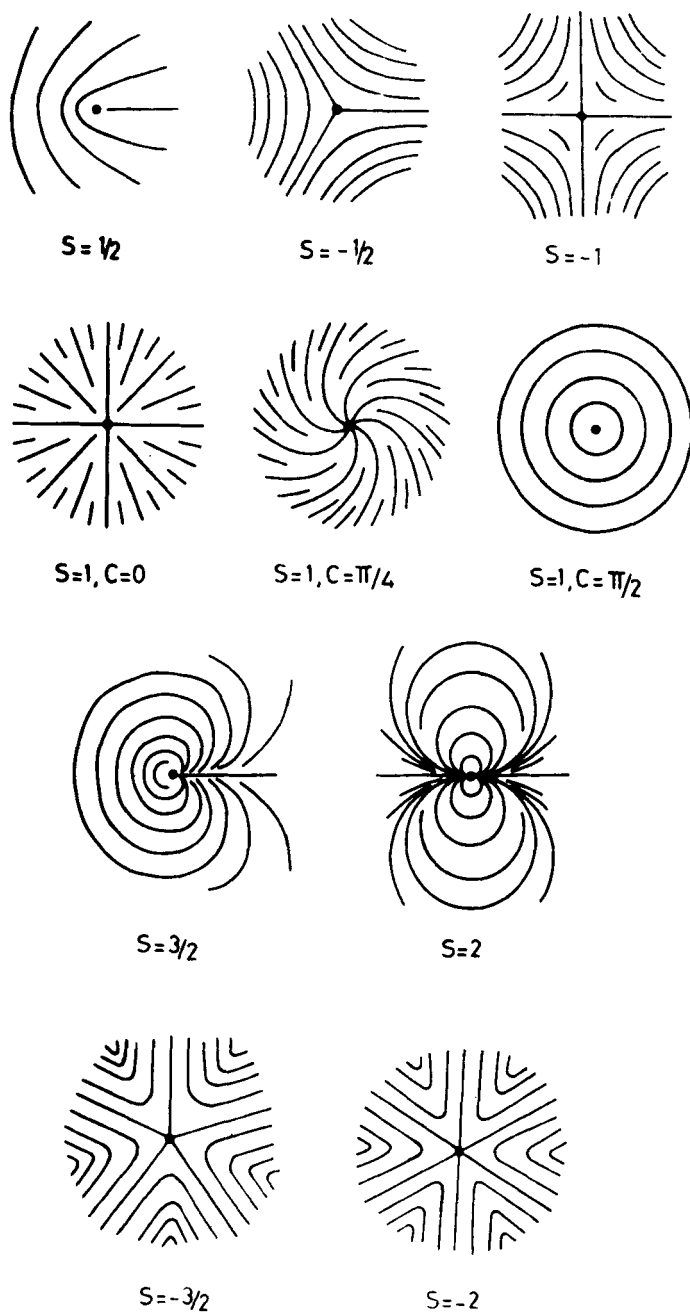 S = 1/2
S = -1/2
S = -1
S=1, C=0
S=1, C=π/4
S=1, C=π/2
S=3/2
S=2
S=-3/2
S=-2